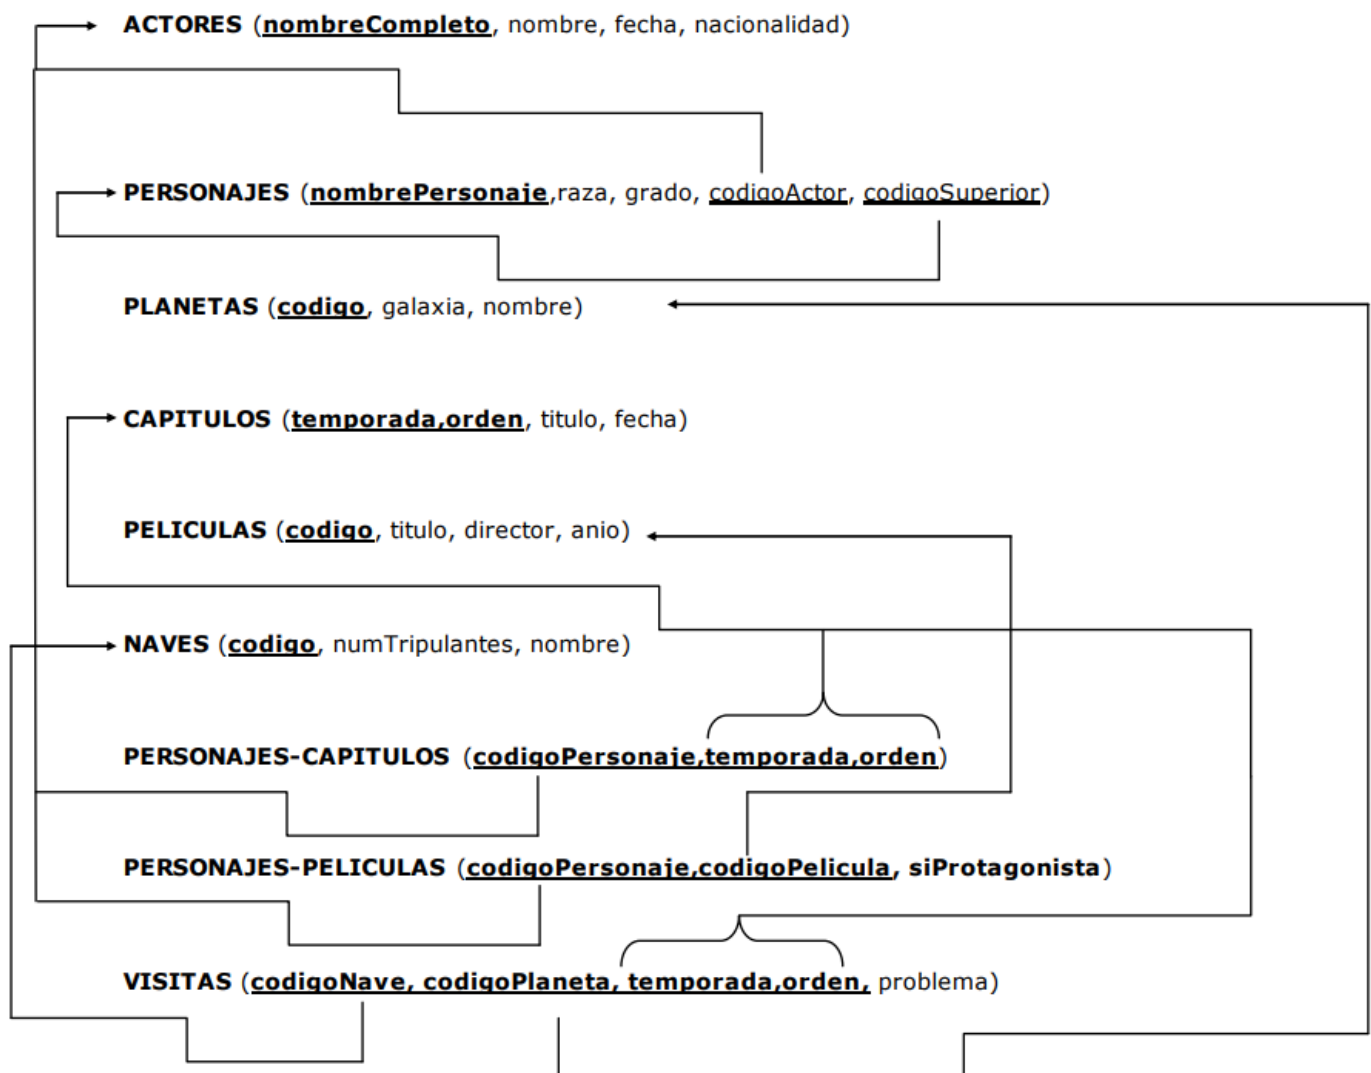 ACTORES (nombreCompleto, nombre, fecha, nacionalidad)
PERSONAJES (nombrePersonaje,raza, grado, codigoActor, codigoSuperior)
PLANETAS (codigo, galaxia, nombre)
CAPITULOS (temporada,orden, titulo, fecha)
PELICULAS (codigo, titulo, director, anio)
NAVES (codigo, numTripulantes, nombre)
PERSONAJES-CAPITULOS (codigoPersonaje,temporada,orden)
PERSONAJES-PELICULAS (codigoPersonaje,codigoPelicula, siProtagonista)
VISITAS (codigoNave, codigoPlaneta, temporada,orden, problema)